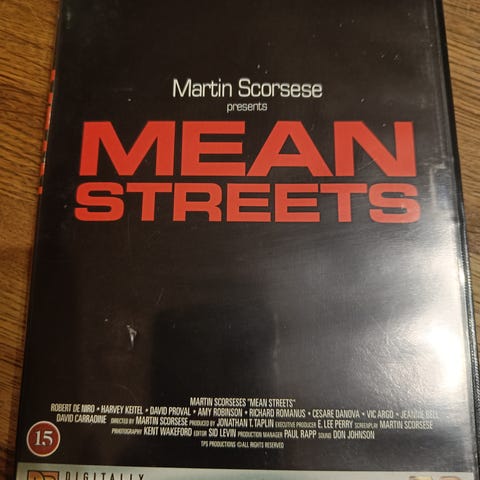 Martin Scorsese
presents
MEAN
STREETS
MARTIN SCORSESES "MEAN STREETS"
ROBERT DE NIRO • HARVEY KEITEL • DAVID PROVAL • AMY ROBINSON • RICHARD ROMANUS • CESARE DANOVA • VIC ARGO • JEANNIE BELL
DAVID CARRADINE DIRECTED BY MARTIN SCORSESE PRODUCED BY JONATHAN T. TAPLIN EXECUTIVE PRODUCER E. LEE PERRY SCREENPLAY MARTIN SCORSESE
PHHOTOGRAPHY KENT WAKEFORD EDITOR SID LEVIN PRODUCTION MANAGER PAUL RAPP SOUND DON JOHNSON
TPS PRODUCTIONS ©ALL RIGHTS RESERVED
15
DIGITALLY